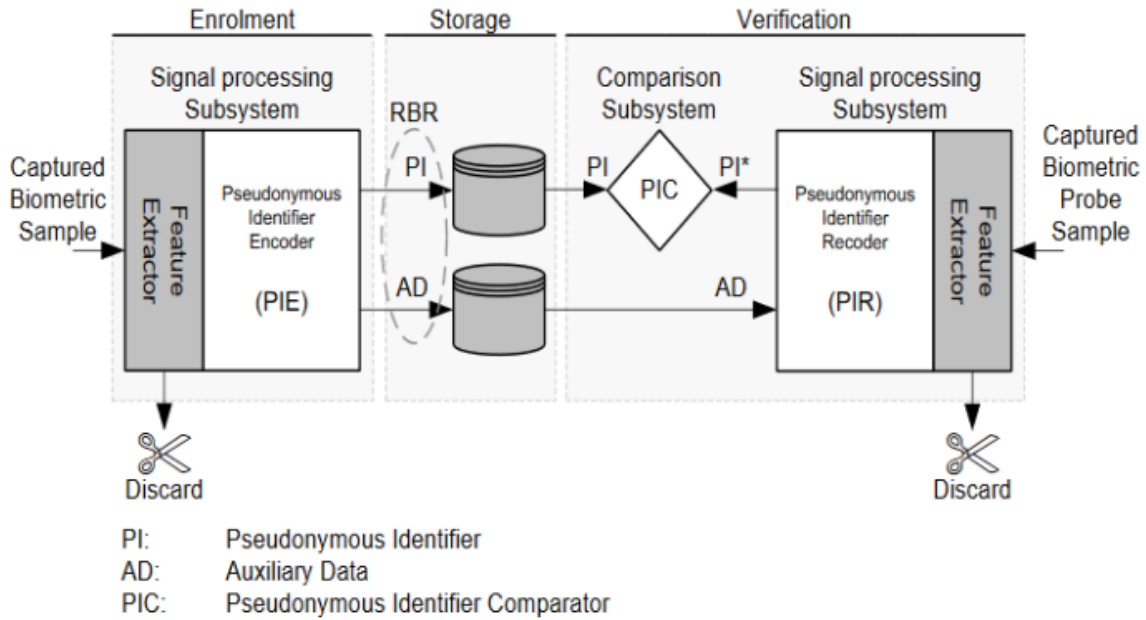 Enrolment
Storage
Verification
Signal processing
Subsystem
RBR
Comparison
Subsystem
Signal processing
Subsystem
Captured
Biometric
Sample
Feature
Extractor
Pseudonymous
Identifier
Encoder
(PIE)
PI
AD
PI
PIC
PI*
AD
Pseudonymous
Identifier
Recoder
(PIR)
Feature
Extractor
Captured
Biometric
Probe
Sample
Discard
Discard
PI: Pseudonymous Identifier
AD: Auxiliary Data
PIC: Pseudonymous Identifier Comparator